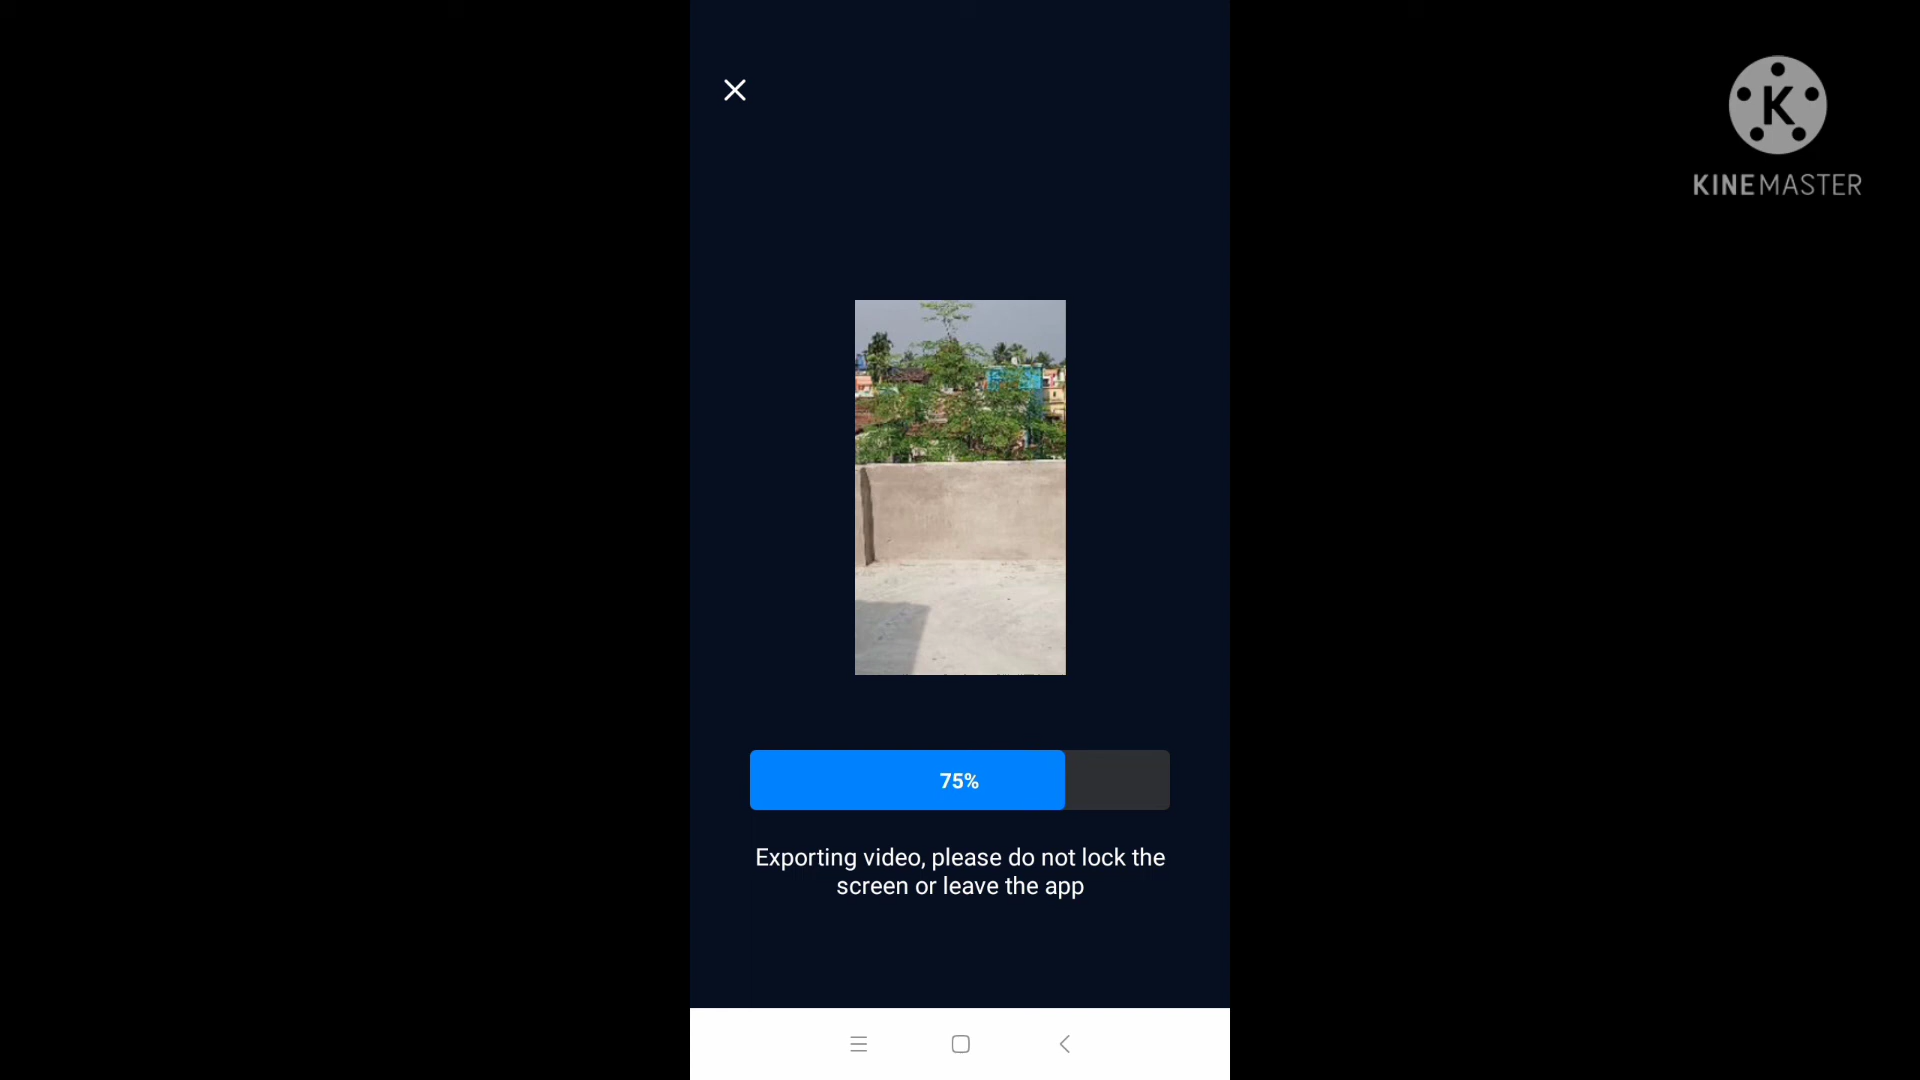 K
KINEMASTER
75%
Exporting video, please do not lock the
screen or leave the app